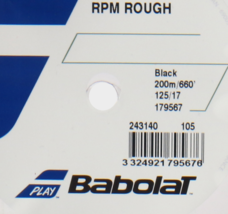 RPM ROUGH
Black
200m/660'
125/17
179567
243140 105
3 324921 795676
PLAY Babolat